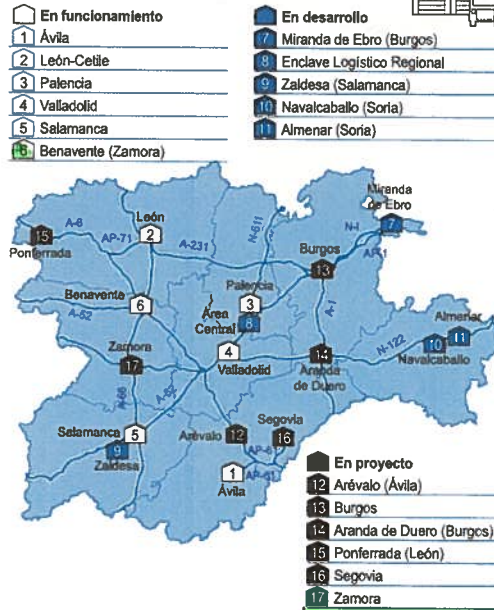 En funcionamiento
1 Ávila
2 León-Cetile
3 Palencia
4 Valladolid
5 Salamanca
6 Benavente (Zamora)
En desarrollo
7 Miranda de Ebro (Burgos)
8 Enclave Logístico Regional
9 Zaldesa (Salamanca)
10 Navalcaballo (Soria)
11 Almenar (Soria)
Miranda
de Ebro
7
León
2
A-6
15
Ponferrada
AP-71
A-231
N-611
N-I
AP-1
Burgos
13
Benavente
6
A-52
Palencia
3
Área
Central
8
A-1
Almenar
11
10
Navalcaballo
N-122
Zamora
17
4
Valladolid
14
Aranda
de Duero
A-66
A-62
Salamanca
5
9
Zaldesa
Arévalo
12
Segovia
16
AP-6
AP-61
1
Ávila
En proyecto
12 Arévalo (Ávila)
13 Burgos
14 Aranda de Duero (Burgos)
15 Ponferrada (León)
16 Segovia
17 Zamora